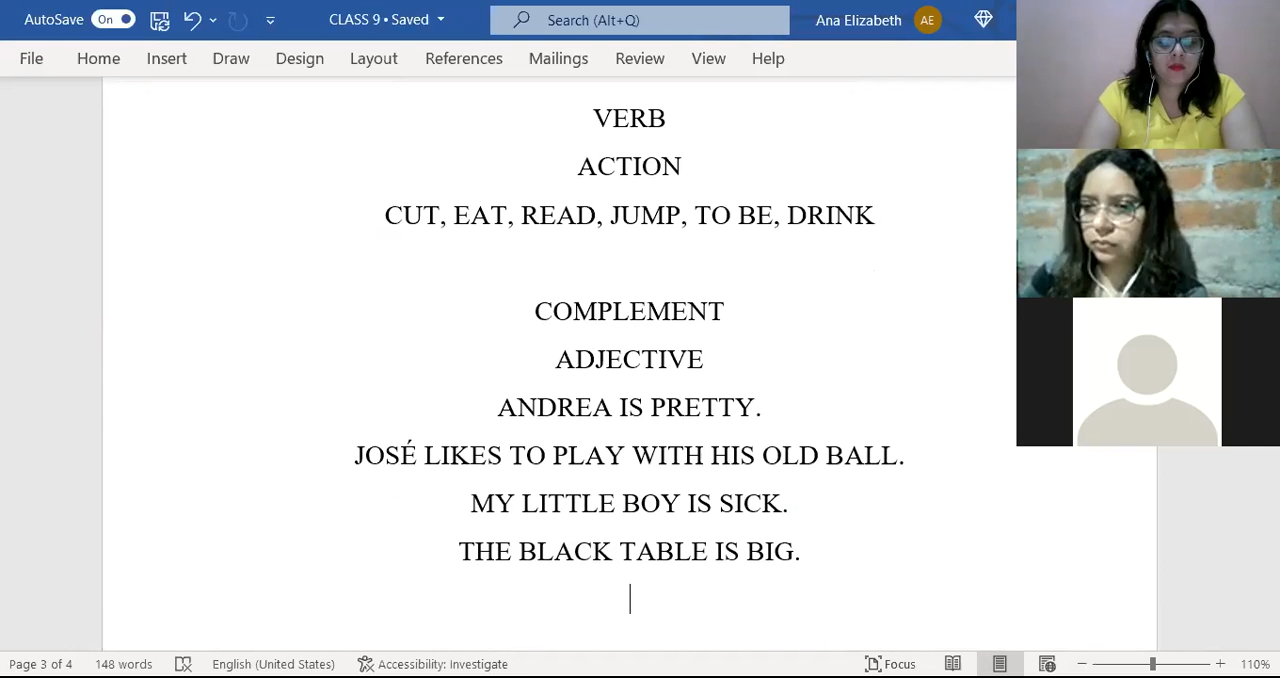 AutoSave On CLASS 9 • Saved Search (Alt+Q) Ana Elizabeth AE
File Home Insert Draw Design Layout References Mailings Review View Help
VERB
ACTION
CUT, EAT, READ, JUMP, TO BE, DRINK
COMPLEMENT
ADJECTIVE
ANDREA IS PRETTY.
JOSÉ LIKES TO PLAY WITH HIS OLD BALL.
MY LITTLE BOY IS SICK.
THE BLACK TABLE IS BIG.
Page 3 of 4 148 words English (United States) Accessibility: Investigate Focus 110%